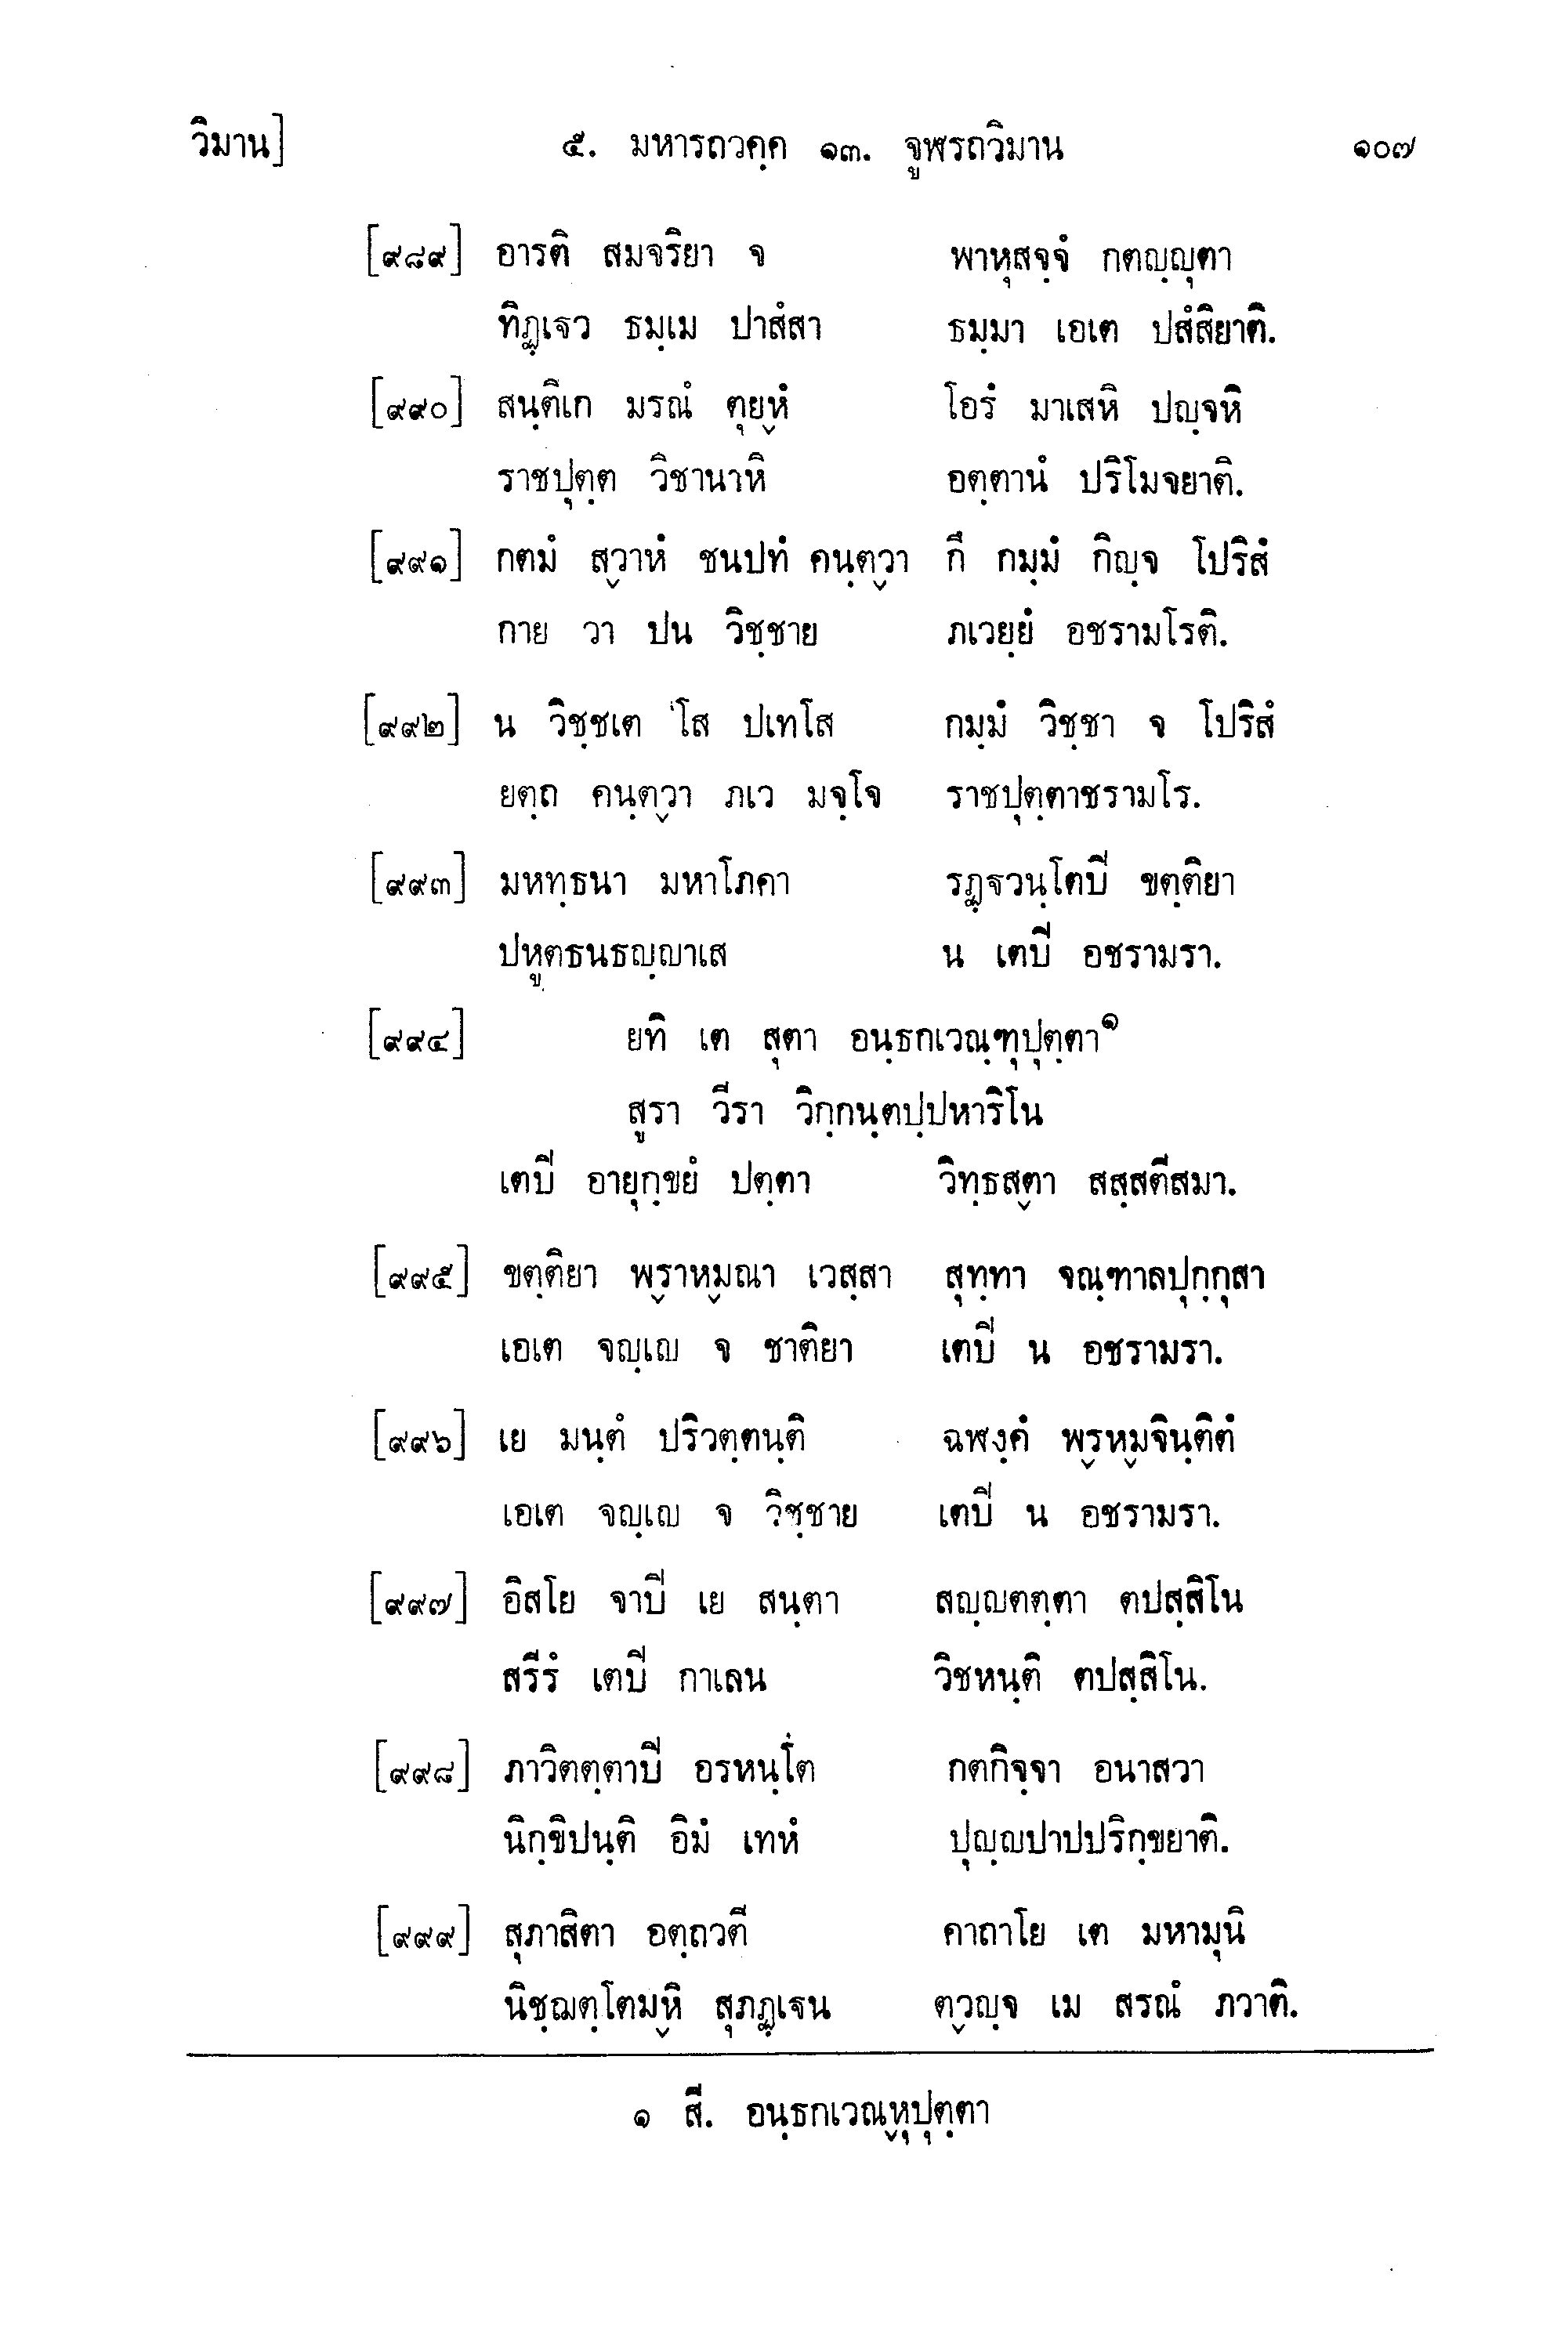 วิมาน] ๕. มหารถวคฺค ๑๓. จูฬรถวิมาน ๑๐๗
[๙๘๙] อารติ สมจริยา จ พาหุสจฺจํ กตญฺญุตา
ทิฏฺเฐว ธมฺเม ปาสํสา ธมฺมา เอเต ปสํสิยาติ.
[๙๙๐] สนฺติเก มรณํ ตุยฺหํ โอรํ มาเสหิ ปญฺจหิ
ราชปุตฺต วิชานาหิ อตฺตานํ ปริโมจยาติ.
[๙๙๑] กตมํ สฺวาหํ ชนปทํ คนฺตฺวา กึ กมฺมํ กิญฺจ โปริสํ
กาย วา ปน วิชฺชาย ภเวยฺยํ อชรามโรติ.
[๙๙๒] น วิชฺชเต โส ปเทโส กมฺมํ วิชฺชา จ โปริสํ
ยตฺถ คนฺตฺวา ภเว มจฺโจ ราชปุตฺตาชรามโร.
[๙๙๓] มหทฺธนา มหาโภคา รฏฺฐวนฺโตปิ ขตฺติยา
ปหูตธนธญฺญาเส น เตปิ อชรามรา.
[๙๙๔] ยทิ เต สุตา อนฺธกเวณฺฑุปุตฺตา๑
สูรา วีรา วิกฺกนฺตปฺปหาริโน
เตปิ อายุกฺขยํ ปตฺตา วิทฺธสฺตา สสฺสตีสมา.
[๙๙๕] ขตฺติยา พฺราหฺมณา เวสฺสา สุทฺทา จณฺฑาลปุกฺกุสา
เอเต จญฺเญ จ ชาติยา เตปิ น อชรามรา.
[๙๙๖] เย มนฺตํ ปริวตฺตนฺติ ฉฬงฺคํ พฺรหฺมจินฺติตํ
เอเต จญฺเญ จ วิชฺชาย เตปิ น อชรามรา.
[๙๙๗] อิสโย จาปิ เย สนฺตา สญฺญตตฺตา ตปสฺสิโน
สรีรํ เตปิ กาเลน วิชหนฺติ ตปสฺสิโน.
[๙๙๘] ภาวิตตฺตาปิ อรหนฺโต กตกิจฺจา อนาสวา
นิกฺขิปนฺติ อิมํ เทหํ ปุญฺญปาปปริกฺขยาติ.
[๙๙๙] สุภาสิตา อตฺถวตี คาถาโย เต มหามุนิ
นิชฺฌตฺโตมฺหิ สุภฏฺเฐน ตฺวญฺจ เม สรณํ ภวาติ.
๑ สี. อนฺธกเวณฺหุปุตฺตา